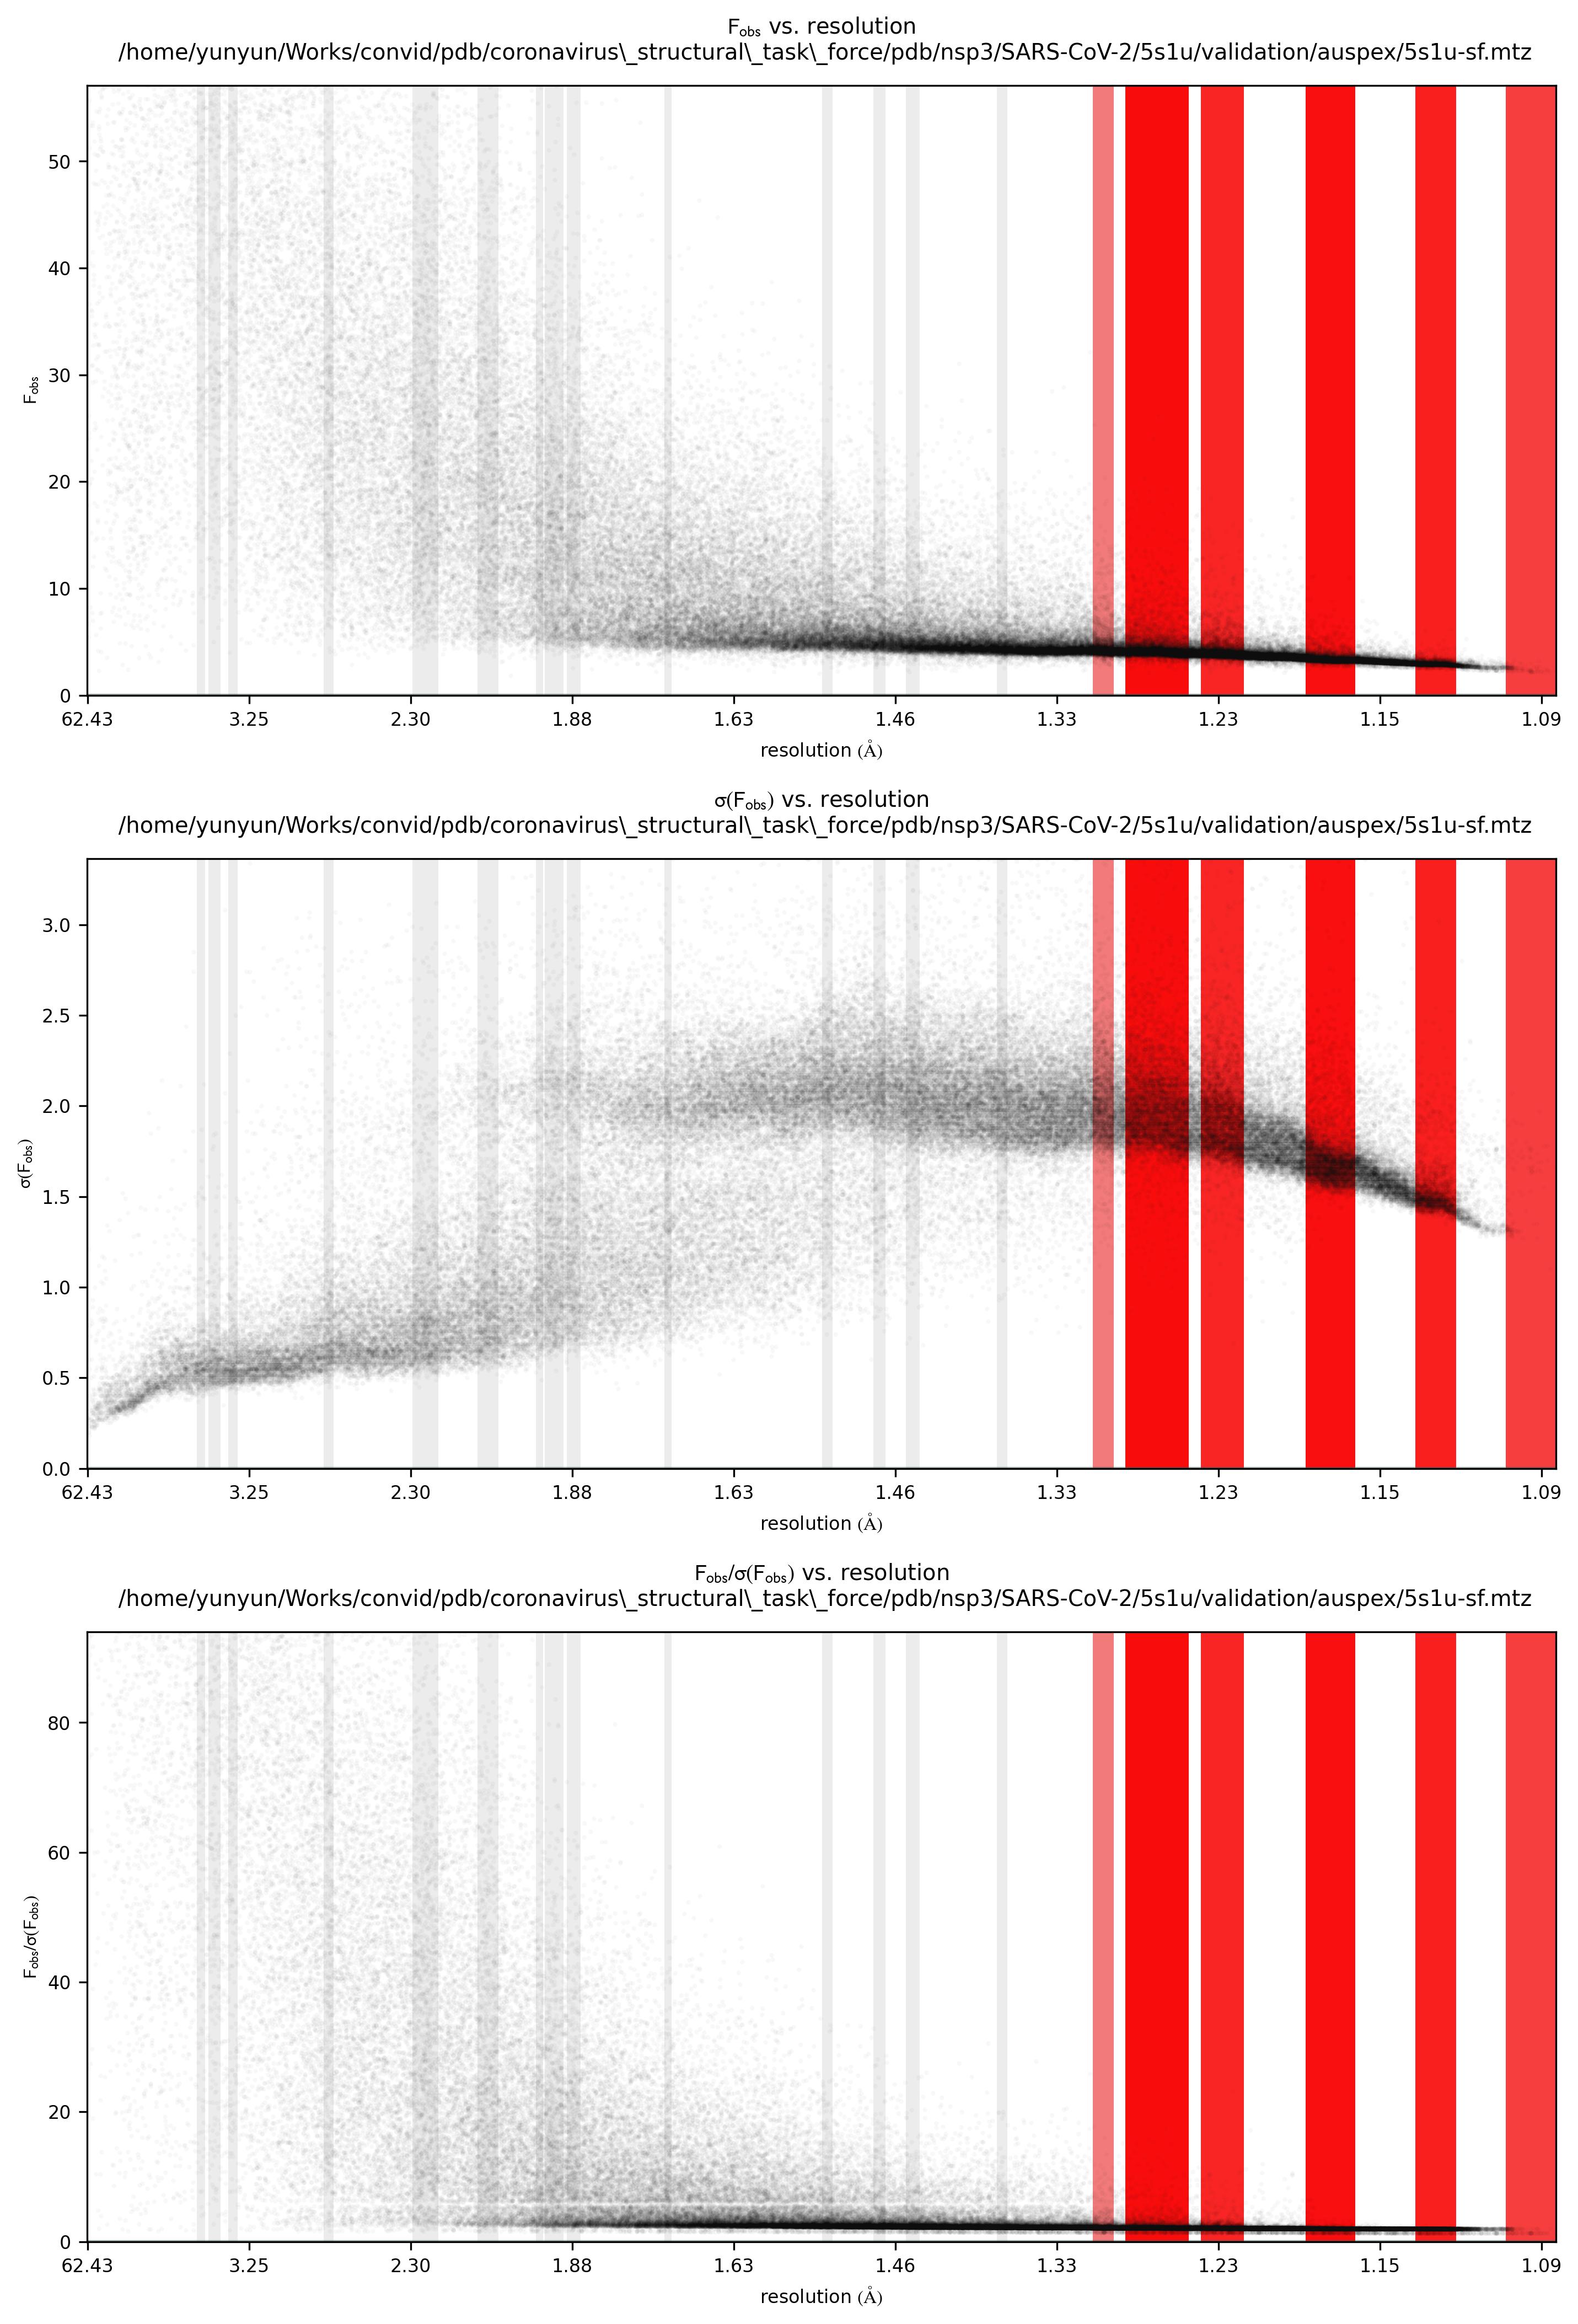 Fobs vs. resolution
/home/yunyun/Works/convid/pdb/coronavirus\_structural\_task\_force/pdb/nsp3/SARS-CoV-2/5s1u/validation/auspex/5s1u-sf.mtz
50
40
30
20
10
0
Fobs
62.43 3.25 2.30 1.88 1.63 1.46 1.33 1.23 1.15 1.09
resolution (Å)
σ(Fobs) vs. resolution
/home/yunyun/Works/convid/pdb/coronavirus\_structural\_task\_force/pdb/nsp3/SARS-CoV-2/5s1u/validation/auspex/5s1u-sf.mtz
3.0
2.5
2.0
1.5
1.0
0.5
0.0
σ(Fobs)
62.43 3.25 2.30 1.88 1.63 1.46 1.33 1.23 1.15 1.09
resolution (Å)
Fobs/σ(Fobs) vs. resolution
/home/yunyun/Works/convid/pdb/coronavirus\_structural\_task\_force/pdb/nsp3/SARS-CoV-2/5s1u/validation/auspex/5s1u-sf.mtz
80
60
40
20
0
Fobs/σ(Fobs)
62.43 3.25 2.30 1.88 1.63 1.46 1.33 1.23 1.15 1.09
resolution (Å)